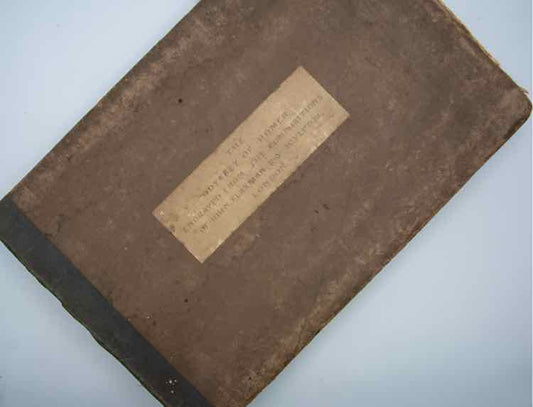 THE
ODYSSEY OF HOMER
ENGRAVED FROM THE COMPOSITIONS
OF JOHN FLAXMAN R.A. SCULPTOR,
LONDON